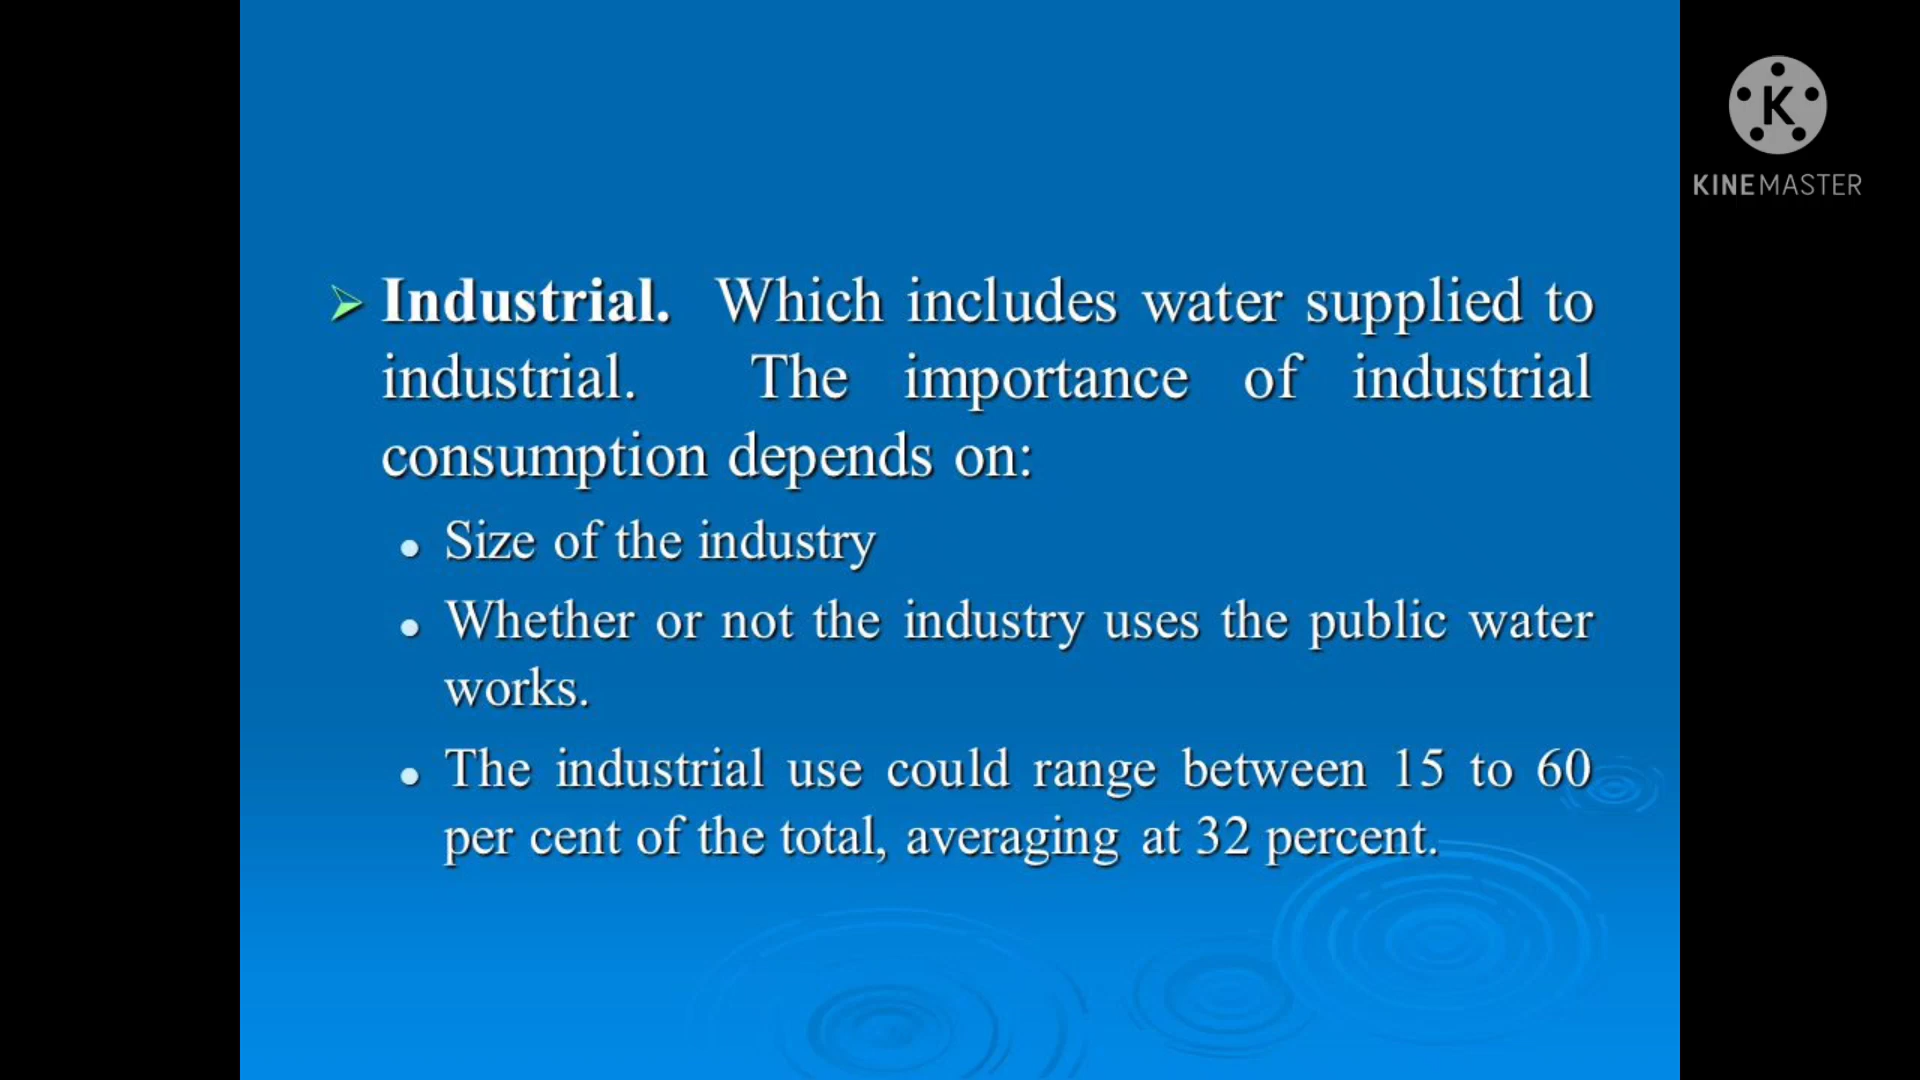 Industrial. Which includes water supplied to
industrial. The importance of industrial
consumption depends on:
Size of the industry
Whether or not the industry uses the public water
works.
The industrial use could range between 15 to 60
per cent of the total, averaging at 32 percent.
K
KINEMASTER